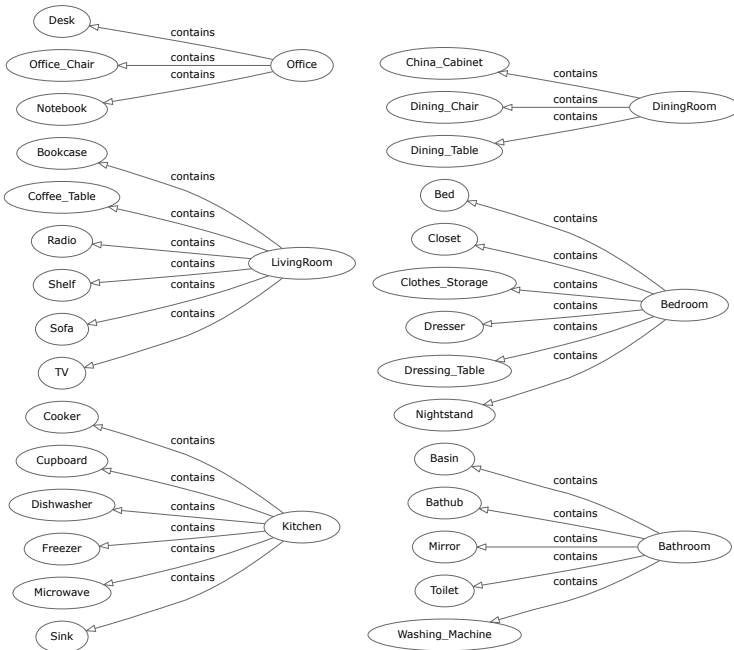 Desk
contains
Office_Chair
contains
Office
contains
Notebook
Bookcase
contains
Coffee_Table
contains
Radio
contains
LivingRoom
contains
Shelf
contains
Sofa
contains
TV
Cooker
contains
Cupboard
contains
Dishwasher
contains
Kitchen
contains
Freezer
contains
Microwave
contains
Sink
China_Cabinet
contains
Dining_Chair
contains
DiningRoom
contains
Dining_Table
Bed
contains
Closet
contains
Clothes_Storage
contains
Bedroom
contains
Dresser
contains
Dressing_Table
contains
Nightstand
Basin
contains
Bathub
contains
Mirror
contains
Bathroom
contains
Toilet
contains
Washing_Machine